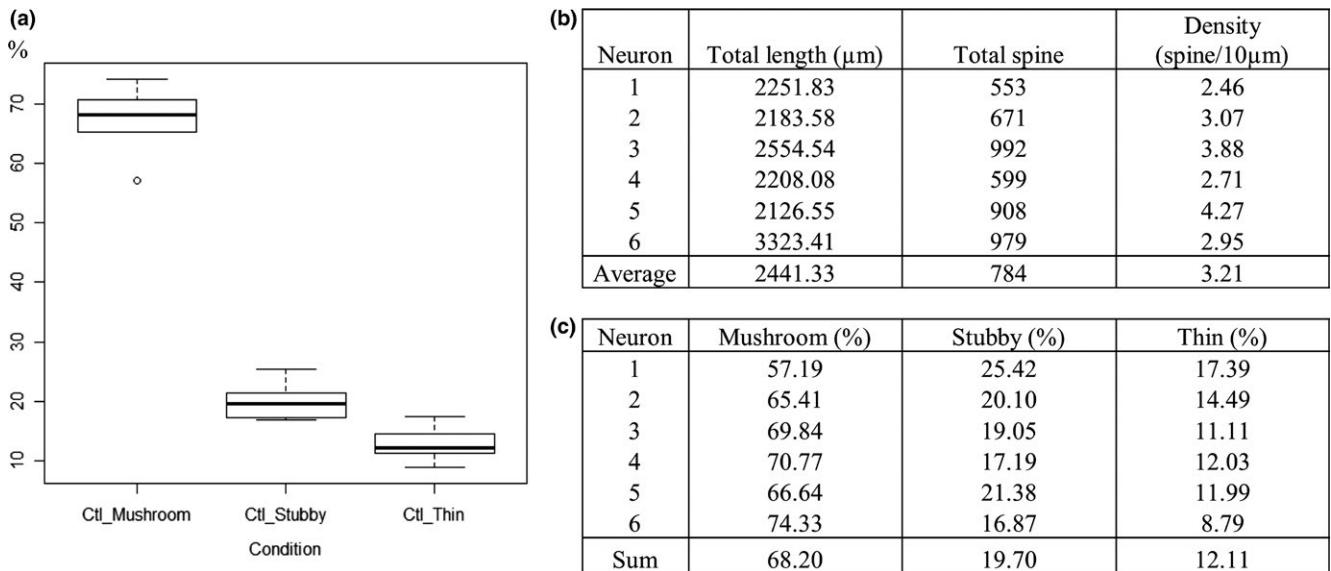 (a)
%
70
60
50
40
30
20
10
Ctl_Mushroom Ctl_Stubby Ctl_Thin
Condition
(b)
Neuron Total length (µm) Total spine Density (spine/10µm)
1 2251.83 553 2.46
2 2183.58 671 3.07
3 2554.54 992 3.88
4 2208.08 599 2.71
5 2126.55 908 4.27
6 3323.41 979 2.95
Average 2441.33 784 3.21
(c)
Neuron Mushroom (%) Stubby (%) Thin (%)
1 57.19 25.42 17.39
2 65.41 20.10 14.49
3 69.84 19.05 11.11
4 70.77 17.19 12.03
5 66.64 21.38 11.99
6 74.33 16.87 8.79
Sum 68.20 19.70 12.11